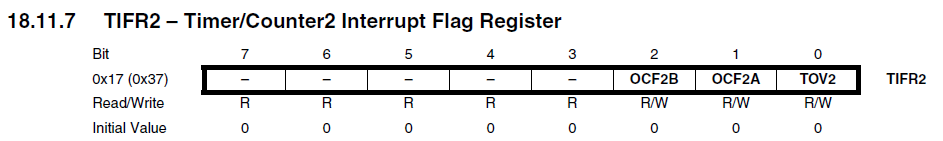 18.11.7 TIFR2 – Timer/Counter2 Interrupt Flag Register
Bit 7 6 5 4 3 2 1 0
0x17 (0x37) – – – – – OCF2B OCF2A TOV2 TIFR2
Read/Write R R R R R R/W R/W R/W
Initial Value 0 0 0 0 0 0 0 0